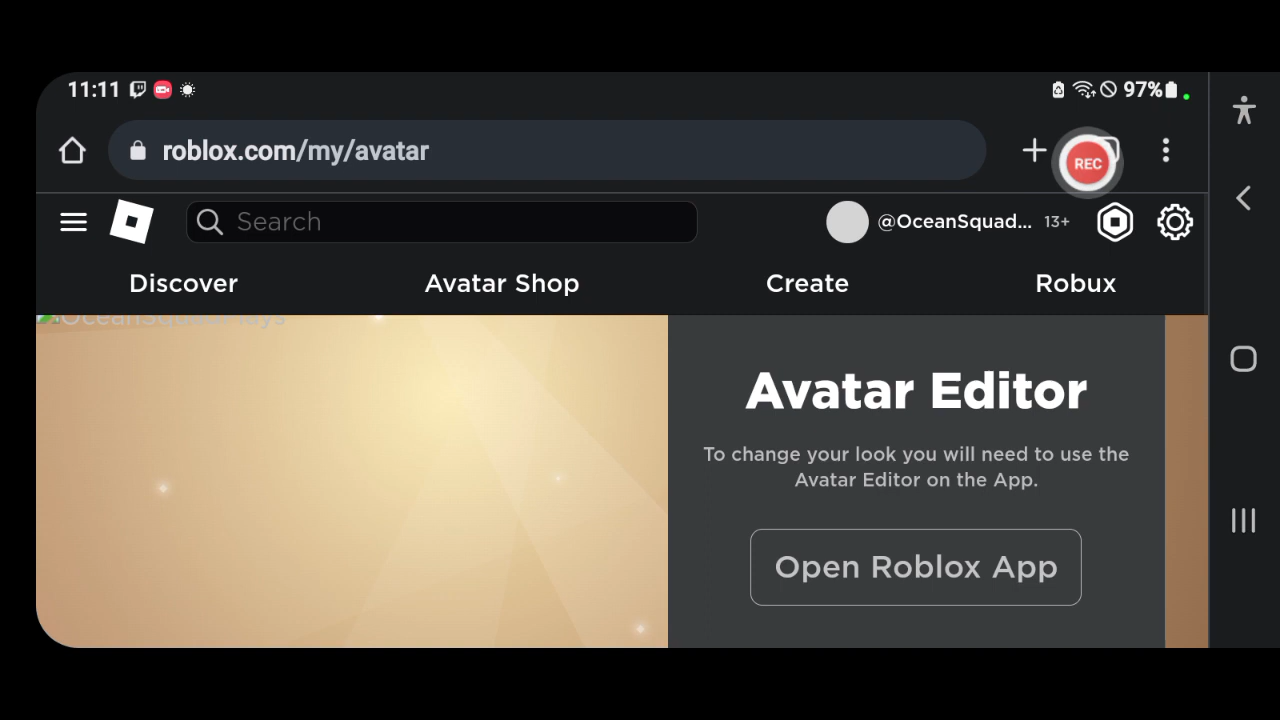 11:11
97%
roblox.com/my/avatar
REC
Search
@OceanSquad... 13+
Discover Avatar Shop Create Robux
OceanSquadPlays
Avatar Editor
To change your look you will need to use the
Avatar Editor on the App.
Open Roblox App